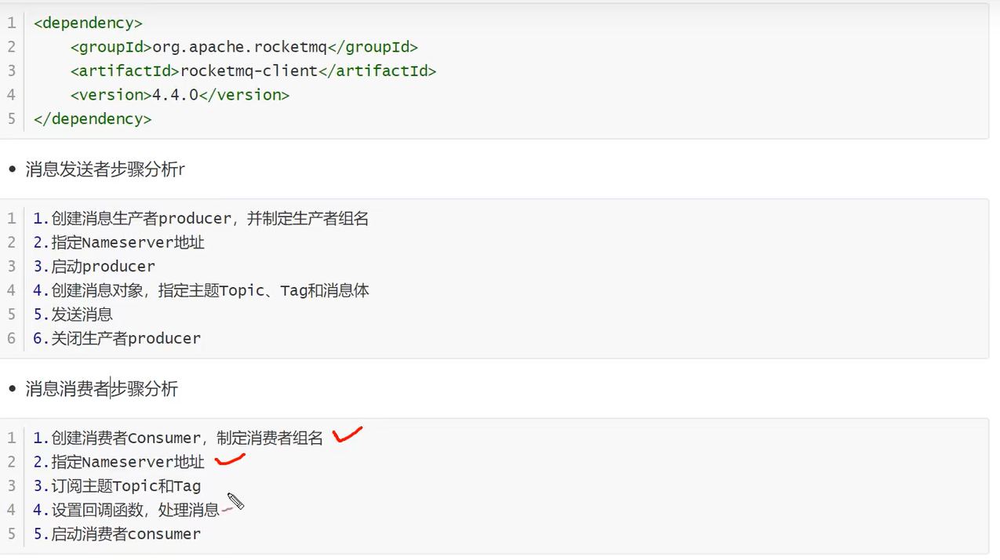 1 <dependency>
2 <groupId>org.apache.rocketmq</groupId>
3 <artifactId>rocketmq-client</artifactId>
4 <version>4.4.0</version>
5 </dependency>
• 消息发送者步骤分析r
1 1.创建消息生产者producer，并制定生产者组名
2 2.指定Nameserver地址
3 3.启动producer
4 4.创建消息对象，指定主题Topic、Tag和消息体
5 5.发送消息
6 6.关闭生产者producer
• 消息消费者步骤分析
1 1.创建消费者Consumer，制定消费者组名
2 2.指定Nameserver地址
3 3.订阅主题Topic和Tag
4 4.设置回调函数，处理消息
5 5.启动消费者consumer